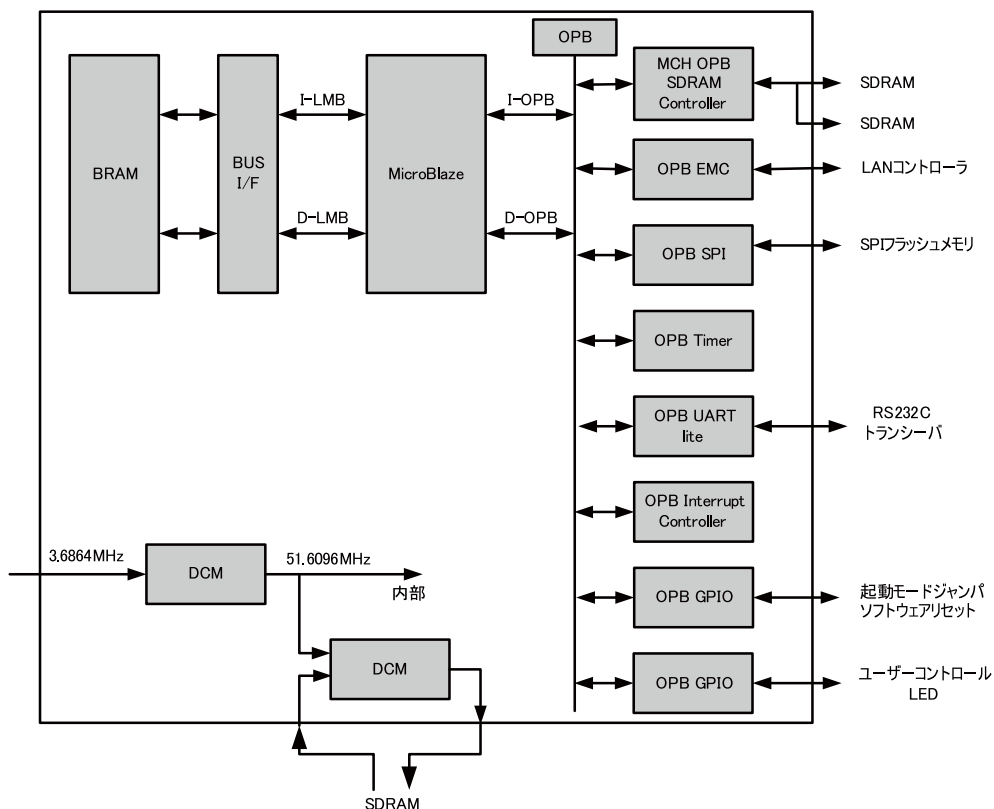 OPB
BRAM
BUS
I/F
MicroBlaze
I-LMB
D-LMB
I-OPB
D-OPB
MCH OPB
SDRAM
Controller
SDRAM
SDRAM
OPB EMC
LANコントローラ
OPB SPI
SPIフラッシュメモリ
OPB Timer
OPB UART
lite
RS232C
トランシーバ
OPB Interrupt
Controller
OPB GPIO
起動モードジャンパ
ソフトウェアリセット
OPB GPIO
ユーザーコントロール
LED
3.6864MHz
DCM
51.6096MHz
内部
DCM
SDRAM